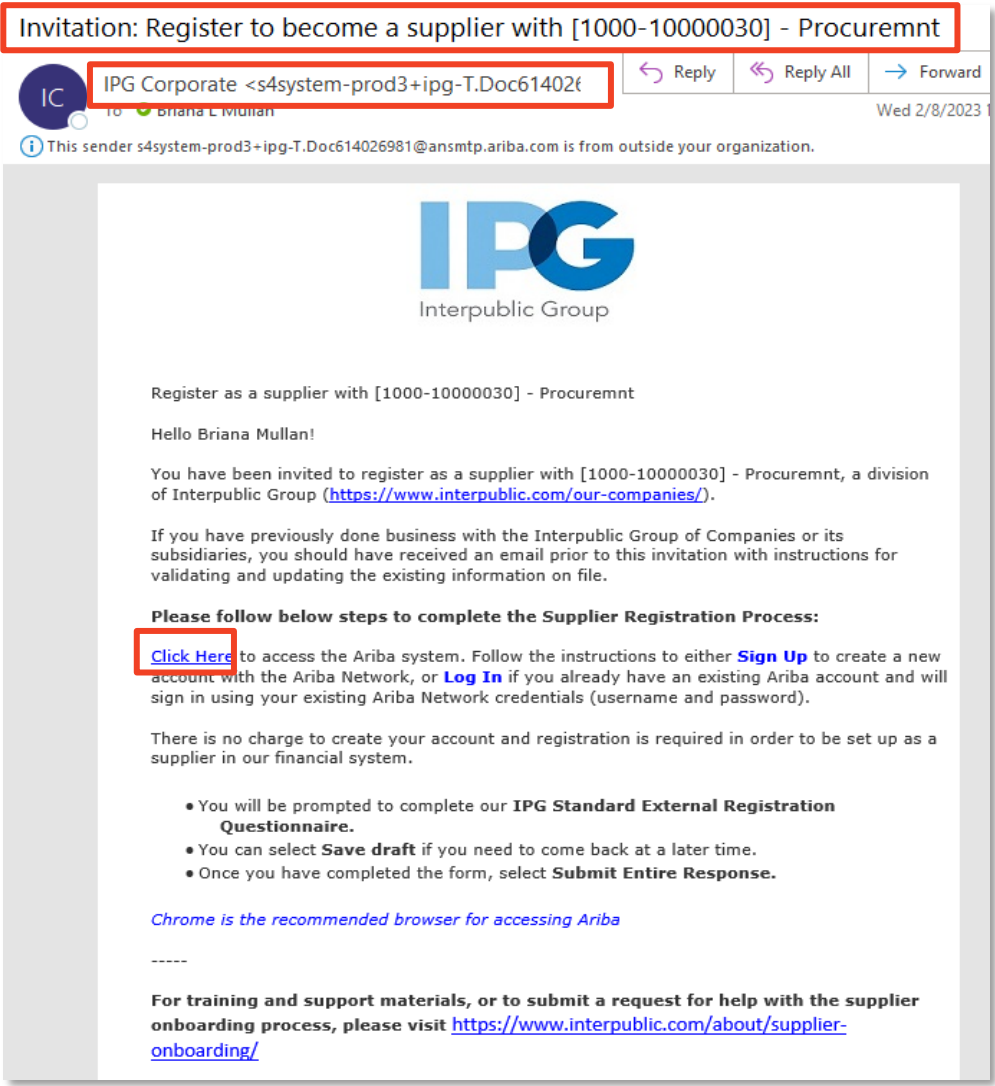 Invitation: Register to become a supplier with [1000-10000030] - Procuremnt
IC
IPG Corporate <s4system-prod3+ipg-T.Doc614026
Reply
Reply All
Forward
To Briana L Mullan
Wed 2/8/2023
This sender s4system-prod3+ipg-T.Doc614026981@ansmtp.ariba.com is from outside your organization.
IPG
Interpublic Group
Register as a supplier with [1000-10000030] - Procuremnt
Hello Briana Mullan!
You have been invited to register as a supplier with [1000-10000030] - Procuremnt, a division
of Interpublic Group (https://www.interpublic.com/our-companies/).
If you have previously done business with the Interpublic Group of Companies or its
subsidiaries, you should have received an email prior to this invitation with instructions for
validating and updating the existing information on file.
Please follow below steps to complete the Supplier Registration Process:
Click Here to access the Ariba system. Follow the instructions to either Sign Up to create a new
account with the Ariba Network, or Log In if you already have an existing Ariba account and will
sign in using your existing Ariba Network credentials (username and password).
There is no charge to create your account and registration is required in order to be set up as a
supplier in our financial system.
• You will be prompted to complete our IPG Standard External Registration
Questionnaire.
• You can select Save draft if you need to come back at a later time.
• Once you have completed the form, select Submit Entire Response.
Chrome is the recommended browser for accessing Ariba
-----
For training and support materials, or to submit a request for help with the supplier
onboarding process, please visit https://www.interpublic.com/about/supplier-
onboarding/